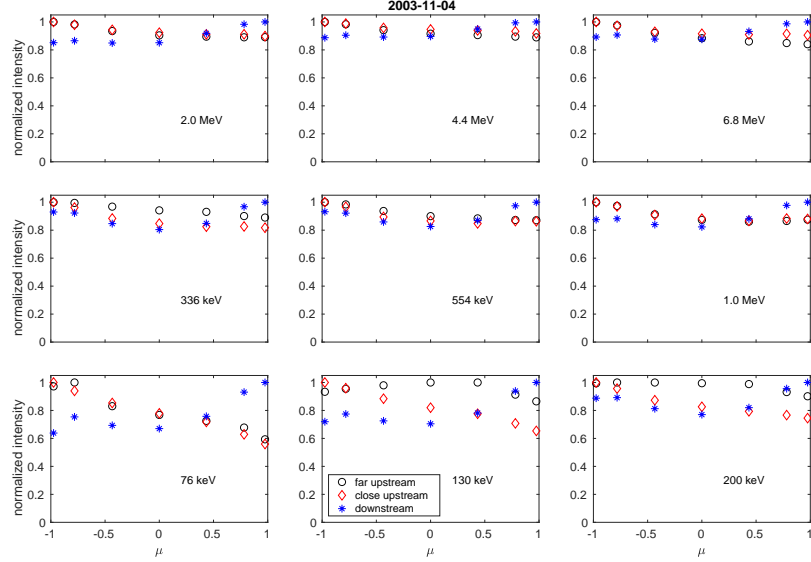 2003-11-04
normalized intensity
1
0.8
0.6
0.4
0.2
0
2.0 MeV
4.4 MeV
6.8 MeV
normalized intensity
1
0.8
0.6
0.4
0.2
0
336 keV
554 keV
1.0 MeV
normalized intensity
1
0.8
0.6
0.4
0.2
0
76 keV
130 keV
200 keV
far upstream
close upstream
downstream
-1 -0.5 0 0.5 1
-1 -0.5 0 0.5 1
-1 -0.5 0 0.5 1
μ μ μ